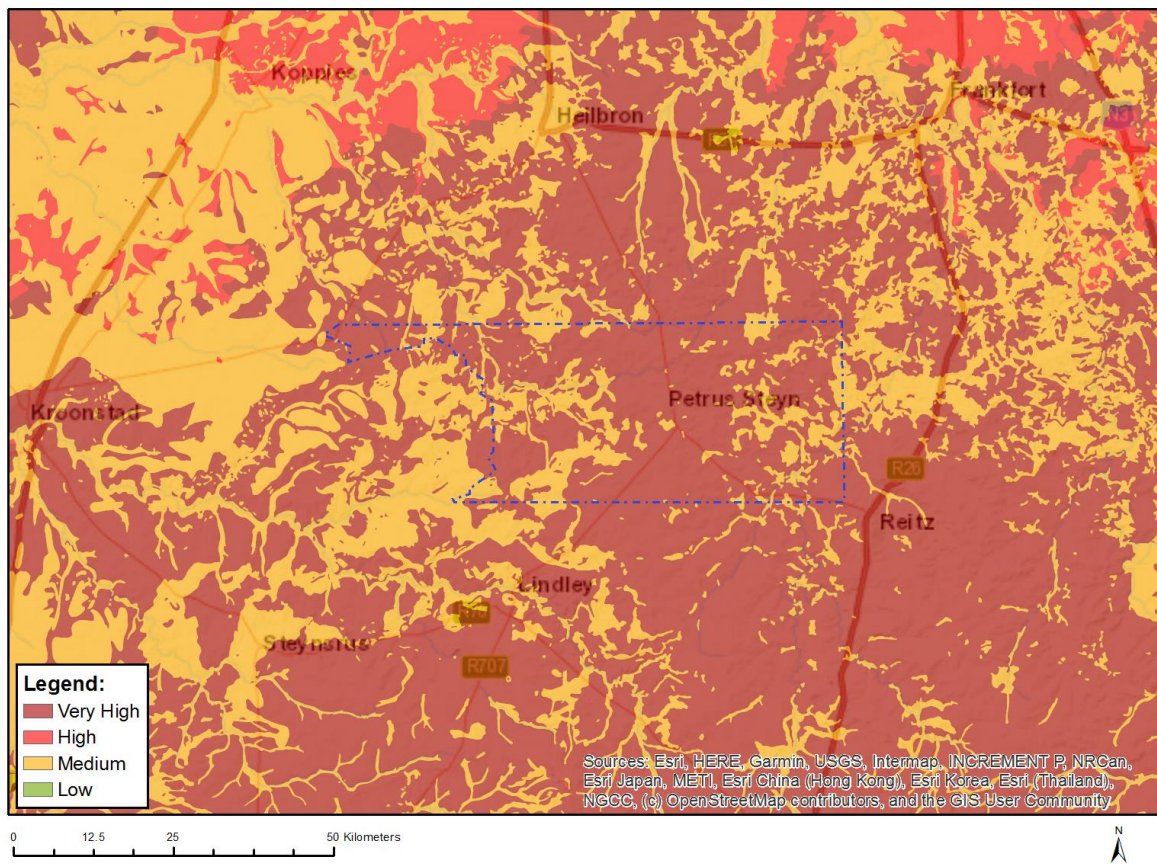 Koppies
Heilbron
Frankfort
N3
Kroonstad
Petrus Steyn
R26
Reitz
Lindley
Steynsrus
R707
Legend:
Very High
High
Medium
Low
Sources: Esri, HERE, Garmin, USGS, Intermap, INCREMENT P, NRCan,
Esri Japan, METI, Esri China (Hong Kong), Esri Korea, Esri (Thailand),
NGCC, (c) OpenStreetMap contributors, and the GIS User Community
0 12.5 25 50 Kilometers
N